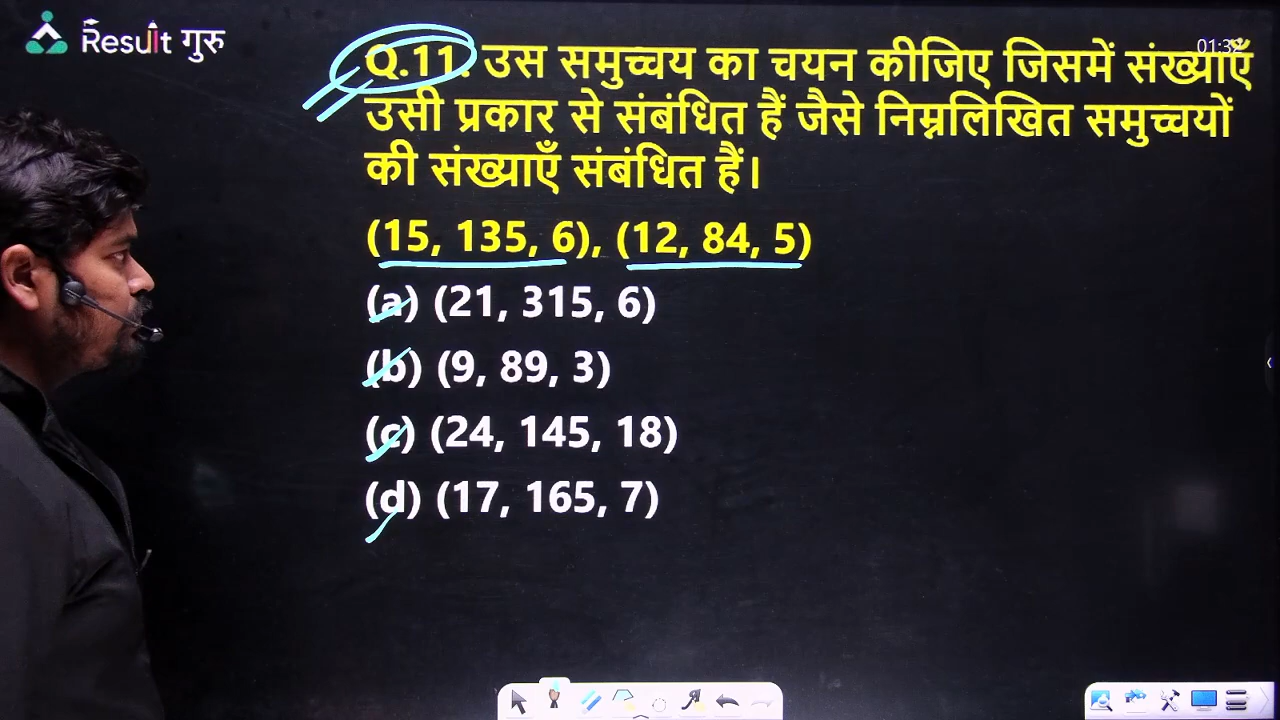 Result गुरु
01:32
Q.11. उस समुच्चय का चयन कीजिए जिसमें संख्याएँ
उसी प्रकार से संबंधित हैं जैसे निम्नलिखित समुच्चयों
की संख्याएँ संबंधित हैं।
(15, 135, 6), (12, 84, 5)
(a) (21, 315, 6)
(b) (9, 89, 3)
(c) (24, 145, 18)
(d) (17, 165, 7)